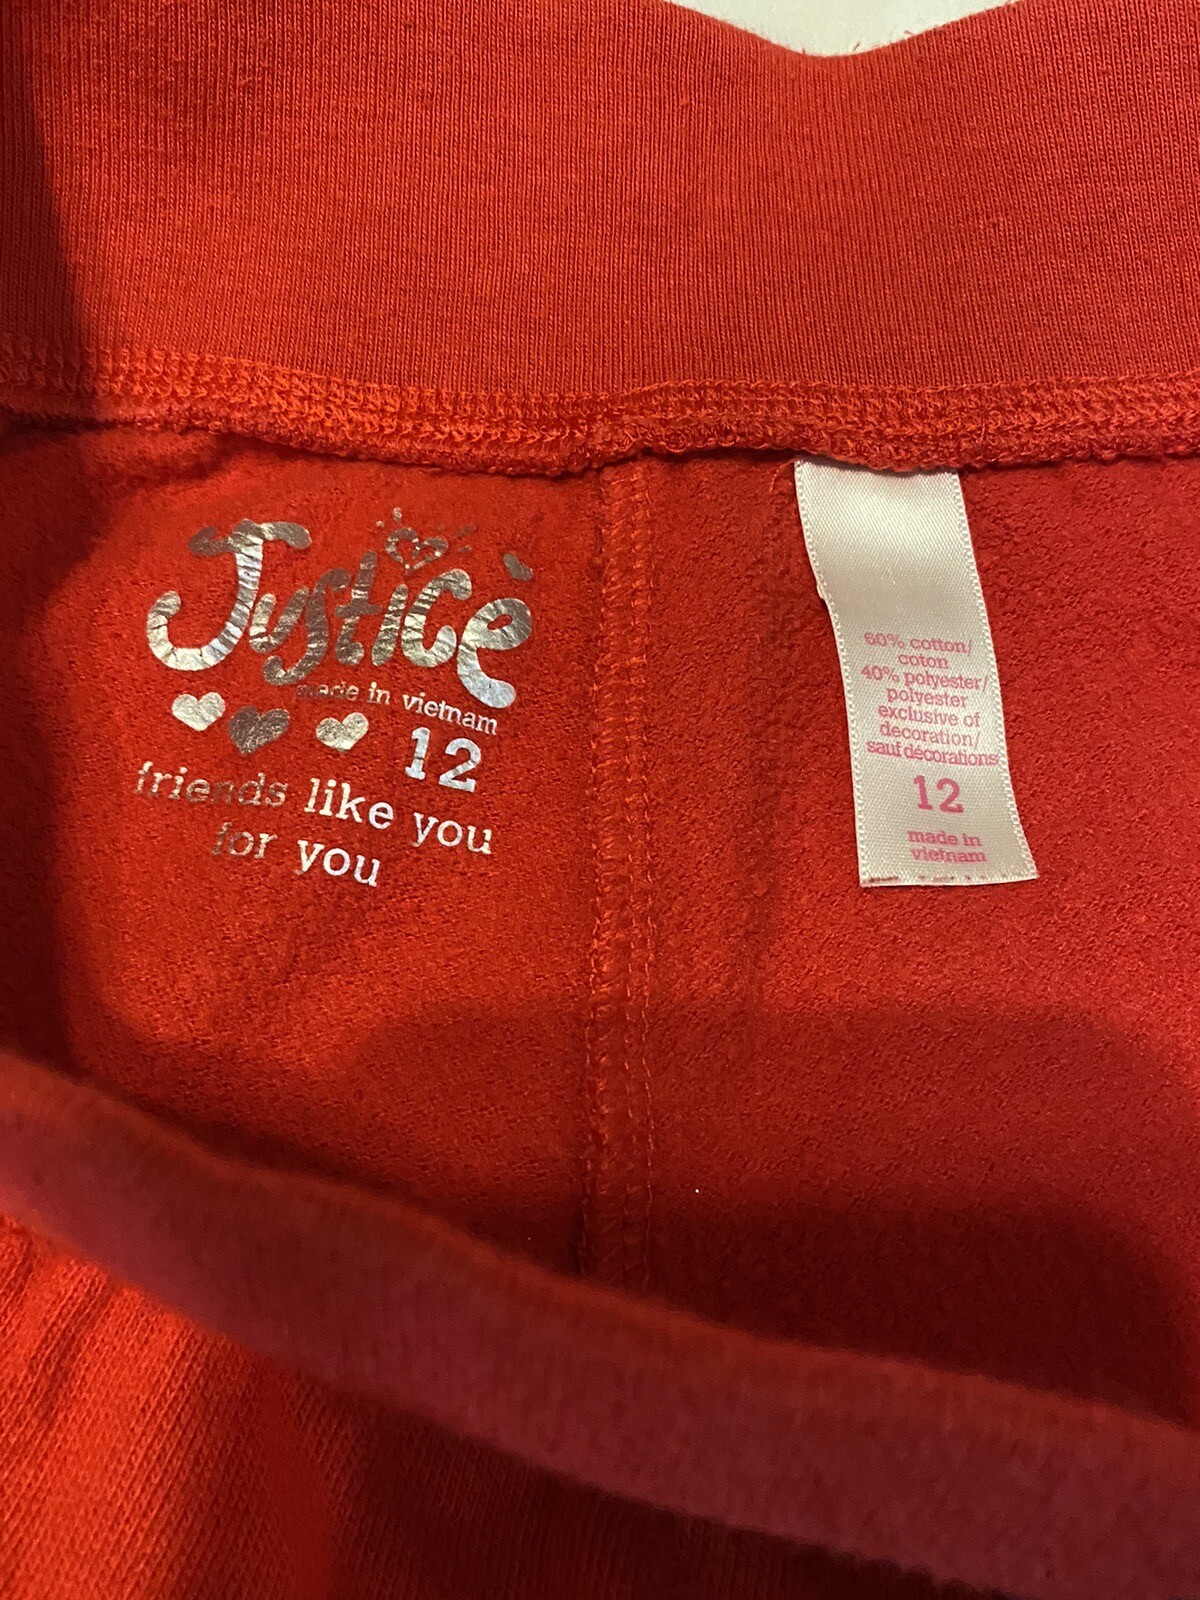 Justice
made in vietnam
12
friends like you
for you
60% cotton/
coton
40% polyester/
polyester
exclusive of
decoration/
sauf décorations
12
made in
vietnam